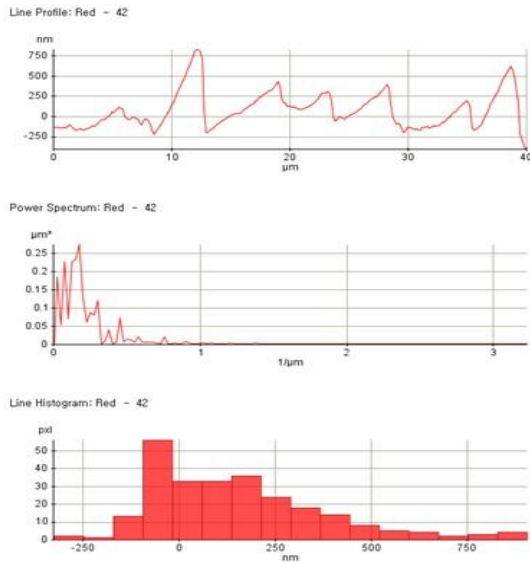 Line Profile: Red - 42
nm
750
500
250
0
-250
0 10 20 30 40
µm
Power Spectrum: Red - 42
µm³
0.25
0.2
0.15
0.1
0.05
0
0 1 2 3
1/µm
Line Histogram: Red - 42
pxl
50
40
30
20
10
0
-250 0 250 500 750
nm